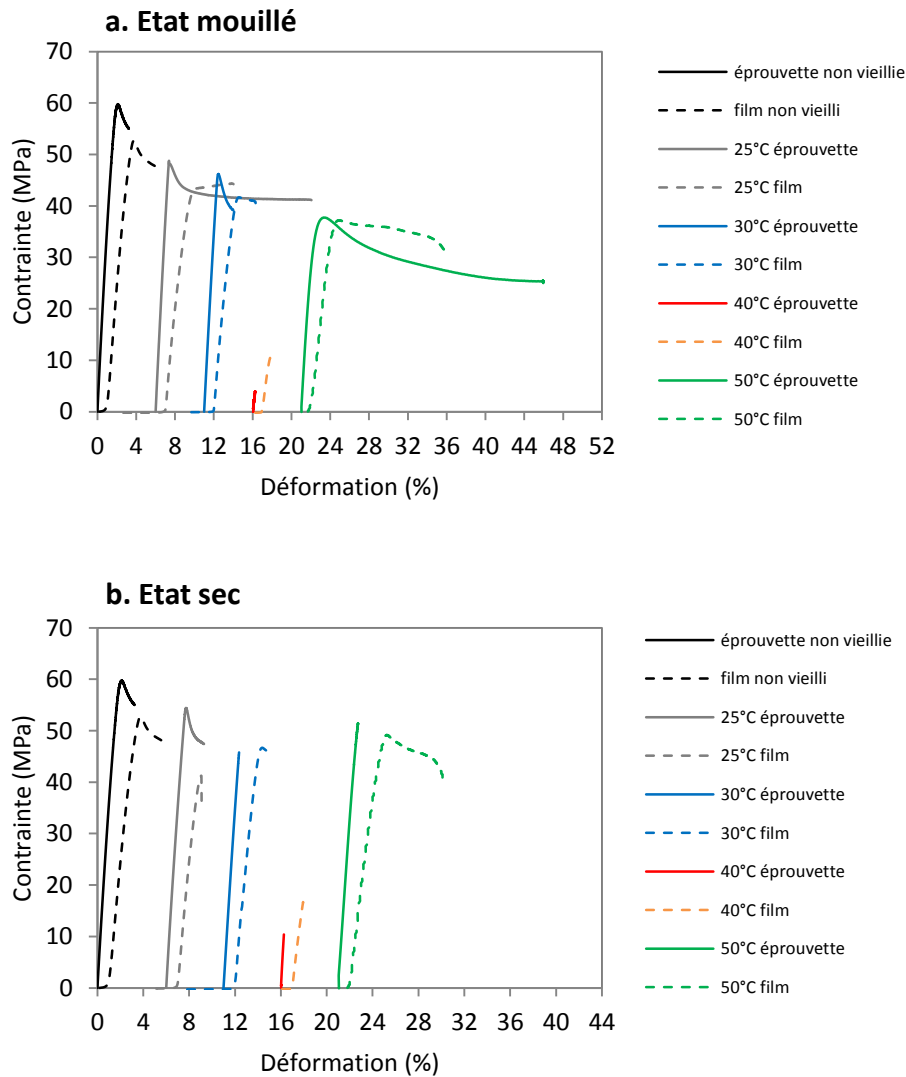 a. Etat mouillé
70
60
50
40
30
20
10
0
Contrainte (MPa)
0 4 8 12 16 20 24 28 32 36 40 44 48 52
Déformation (%)
éprouvette non vieillie
film non vieilli
25°C éprouvette
25°C film
30°C éprouvette
30°C film
40°C éprouvette
40°C film
50°C éprouvette
50°C film
b. Etat sec
70
60
50
40
30
20
10
0
Contrainte (MPa)
0 4 8 12 16 20 24 28 32 36 40 44
Déformation (%)
éprouvette non vieillie
film non vieilli
25°C éprouvette
25°C film
30°C éprouvette
30°C film
40°C éprouvette
40°C film
50°C éprouvette
50°C film